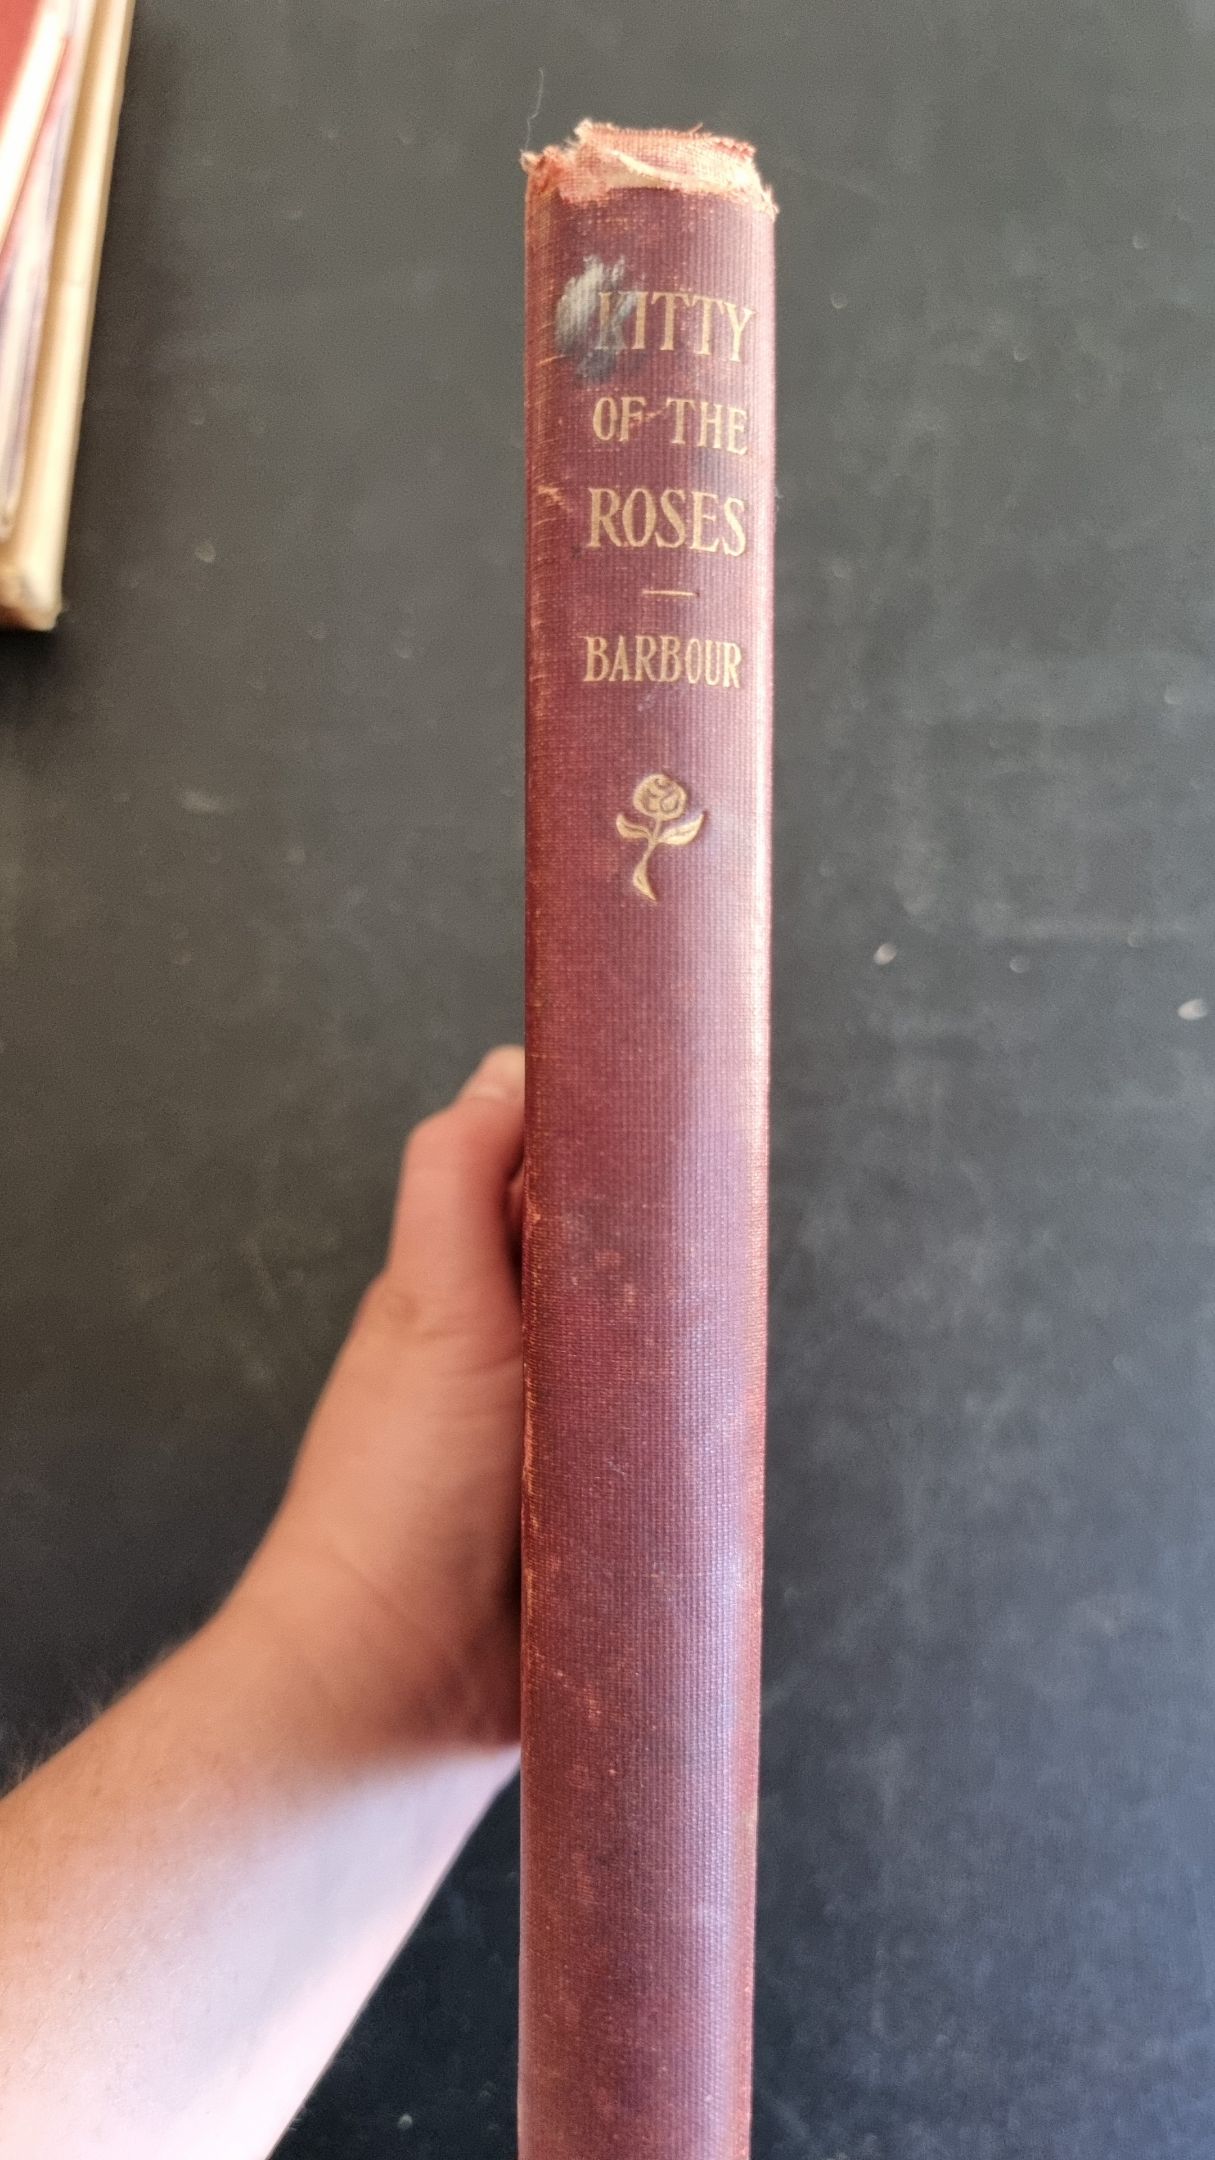 KITTY
OF THE
ROSES
BARBOUR